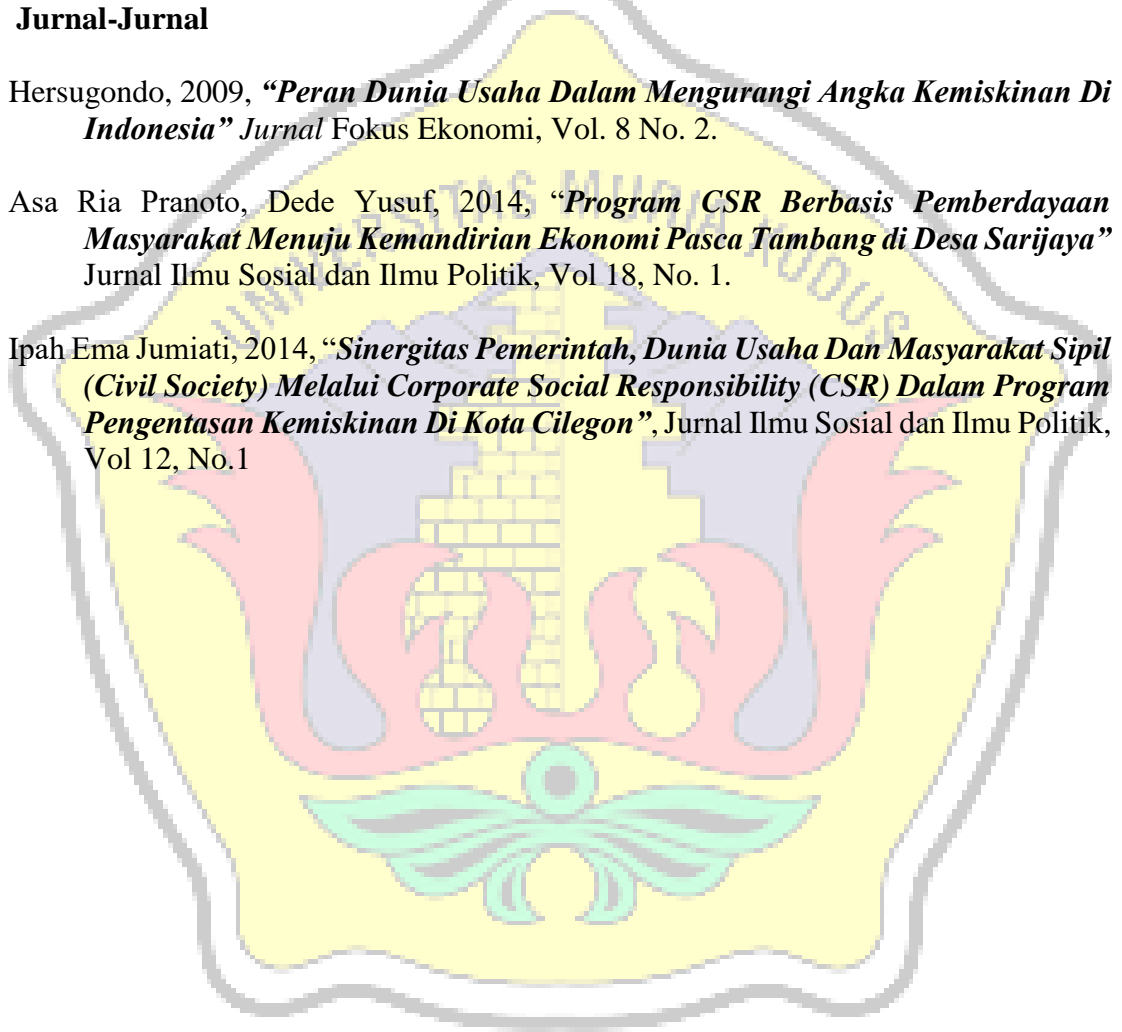 Jurnal-Jurnal
Hersugondo, 2009, “Peran Dunia Usaha Dalam Mengurangi Angka Kemiskinan Di
Indonesia” Jurnal Fokus Ekonomi, Vol. 8 No. 2.
Asa Ria Pranoto, Dede Yusuf, 2014, “Program CSR Berbasis Pemberdayaan
Masyarakat Menuju Kemandirian Ekonomi Pasca Tambang di Desa Sarijaya”
Jurnal Ilmu Sosial dan Ilmu Politik, Vol 18, No. 1.
Ipah Ema Jumiati, 2014, “Sinergitas Pemerintah, Dunia Usaha Dan Masyarakat Sipil
(Civil Society) Melalui Corporate Social Responsibility (CSR) Dalam Program
Pengentasan Kemiskinan Di Kota Cilegon”, Jurnal Ilmu Sosial dan Ilmu Politik,
Vol 12, No.1
UNIVERSITAS MURIA KUDUS